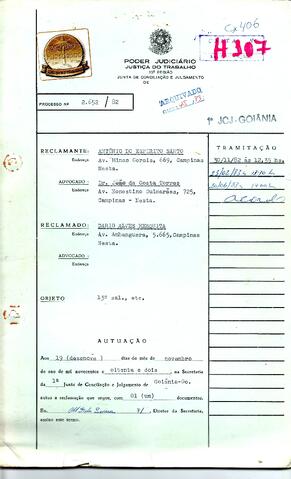 Cx 406
H307
PODER JUDICIÁRIO
JUSTIÇA DO TRABALHO
JUNTA DE CONCILIAÇÃO E JULGAMENTO
DE
PROCESSO Nº 2.652 / 82
ARQUIVADO
1ª JCJ-GOIÂNIA
RECLAMANTE: ANTÔNIO DO ESPÍRITO SANTO
Endereço Av. Minas Gerais, 669, Campinas
Nesta.
ADVOGADO: Dr. João da Costa
Endereço Av. Honestino Guimarães, 725,
Campinas - Nesta.
RECLAMADO: DARIO ALVES MESQUITA
Endereço Av. Anhanguera, 5.665, Campinas
Nesta.
ADVOGADO:
Endereço
OBJETO 13º sal., etc.
TRAMITAÇÃO
30/11/82 às 12,35 hs.
Acordo
AUTUAÇÃO
Aos 19 (dezenove) dias do mês de novembro
do ano de mil novecentos e oitenta e dois, na Secretaria
da 1ª Junta de Conciliação e Julgamento de Goiânia-Go.
autuo a reclamação que segue, com 01 (um) documentos.
Eu, Diretor da Secretaria,
assino este termo.